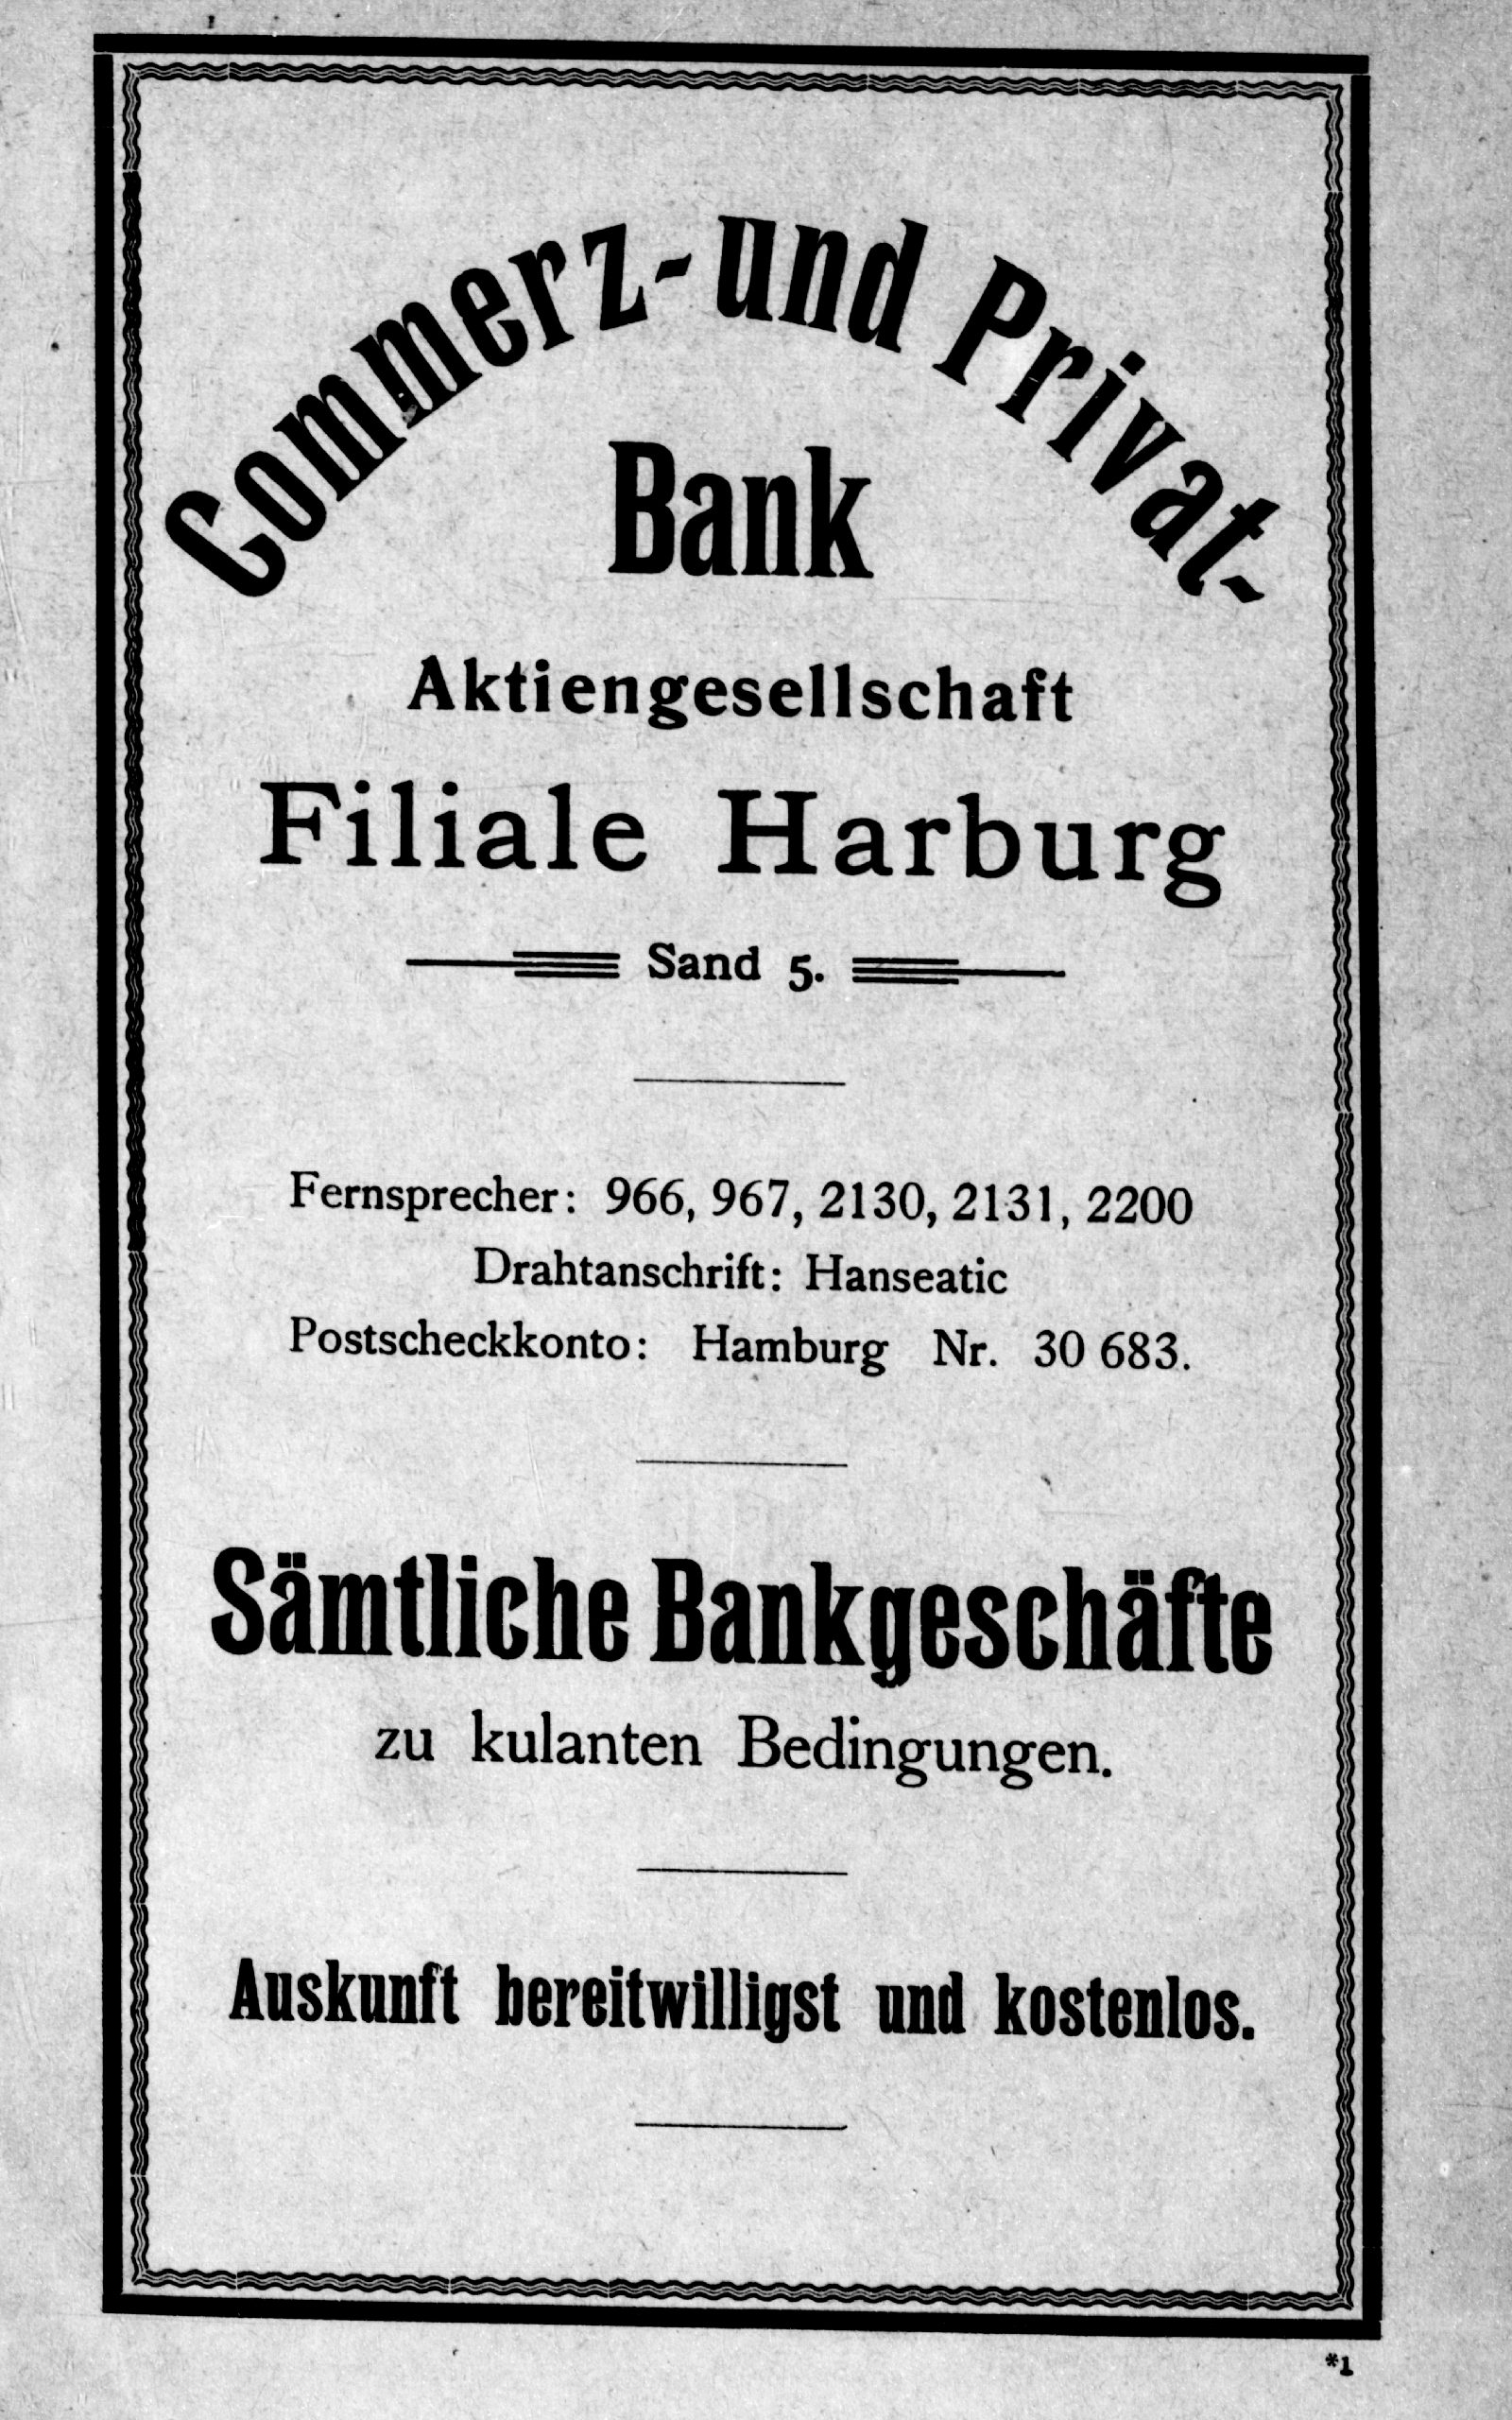 Commerz- und Privat-
Bank
Aktiengesellschaft
Filiale Harburg
Sand 5.
Fernsprecher: 966, 967, 2130, 2131, 2200
Drahtanschrift: Hanseatic
Postscheckkonto: Hamburg Nr. 30 683.
Sämtliche Bankgeschäfte
zu kulanten Bedingungen.
Auskunft bereitwilligst und kostenlos.
*1